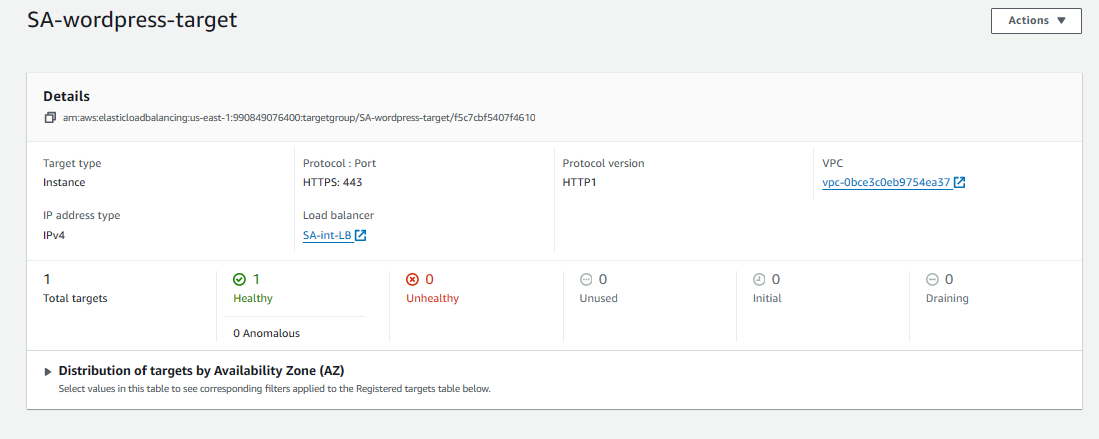 SA-wordpress-target
Actions
Details
arn:aws:elasticloadbalancing:us-east-1:990849076400:targetgroup/SA-wordpress-target/f5c7cbf5407f4610
Target type
Instance
Protocol : Port
HTTPS: 443
Protocol version
HTTP1
VPC
vpc-0bce3c0eb9754ea37
IP address type
IPv4
Load balancer
SA-int-LB
1
Total targets
1
Healthy
0 Anomalous
0
Unhealthy
0
Unused
0
Initial
0
Draining
Distribution of targets by Availability Zone (AZ)
Select values in this table to see corresponding filters applied to the Registered targets table below.